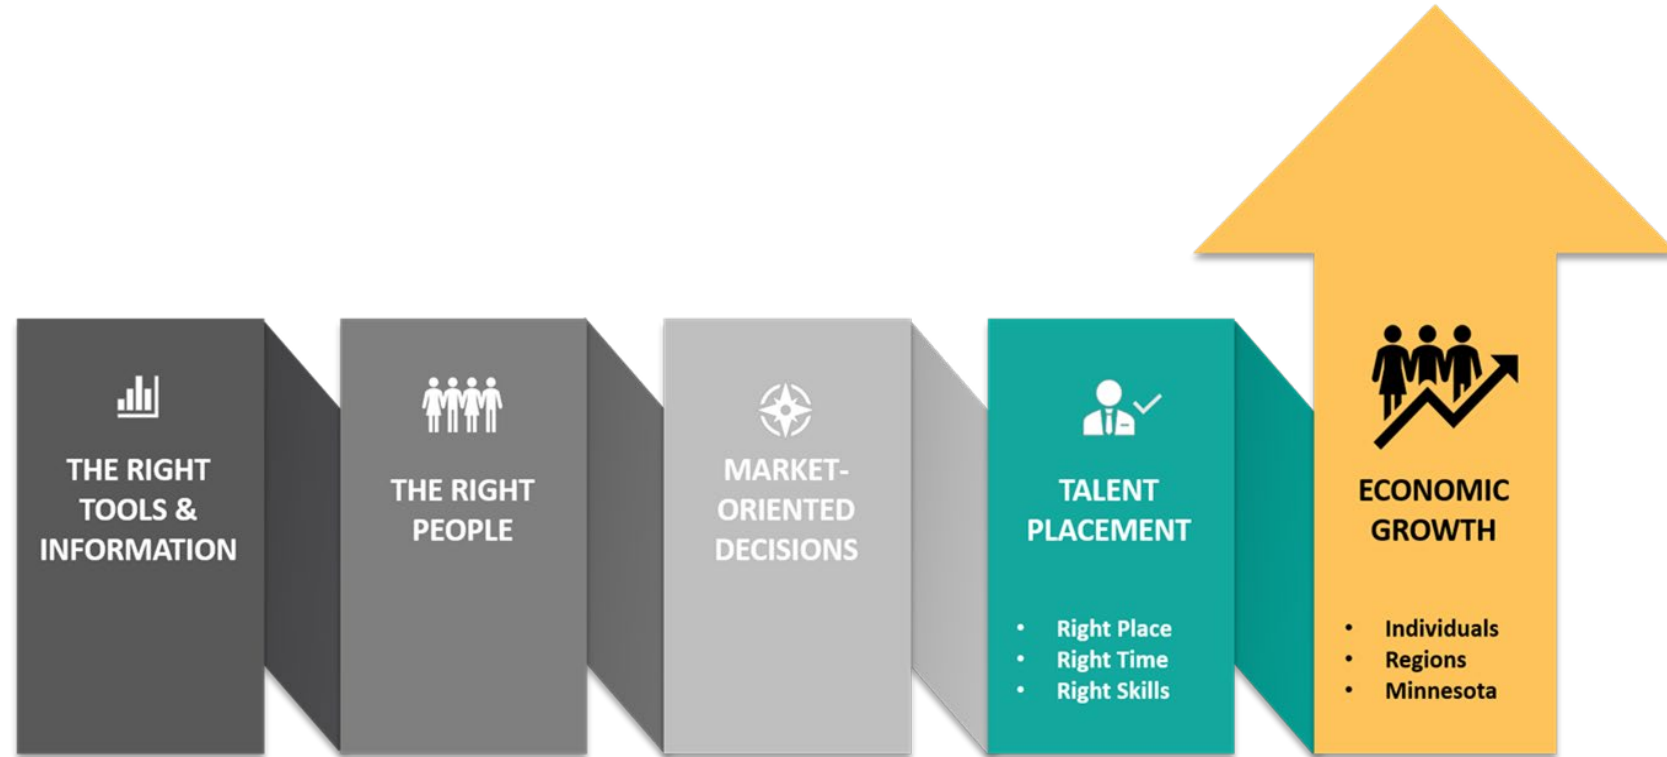 THE RIGHT
TOOLS &
INFORMATION
THE RIGHT
PEOPLE
MARKET-
ORIENTED
DECISIONS
TALENT
PLACEMENT
• Right Place
• Right Time
• Right Skills
ECONOMIC
GROWTH
• Individuals
• Regions
• Minnesota